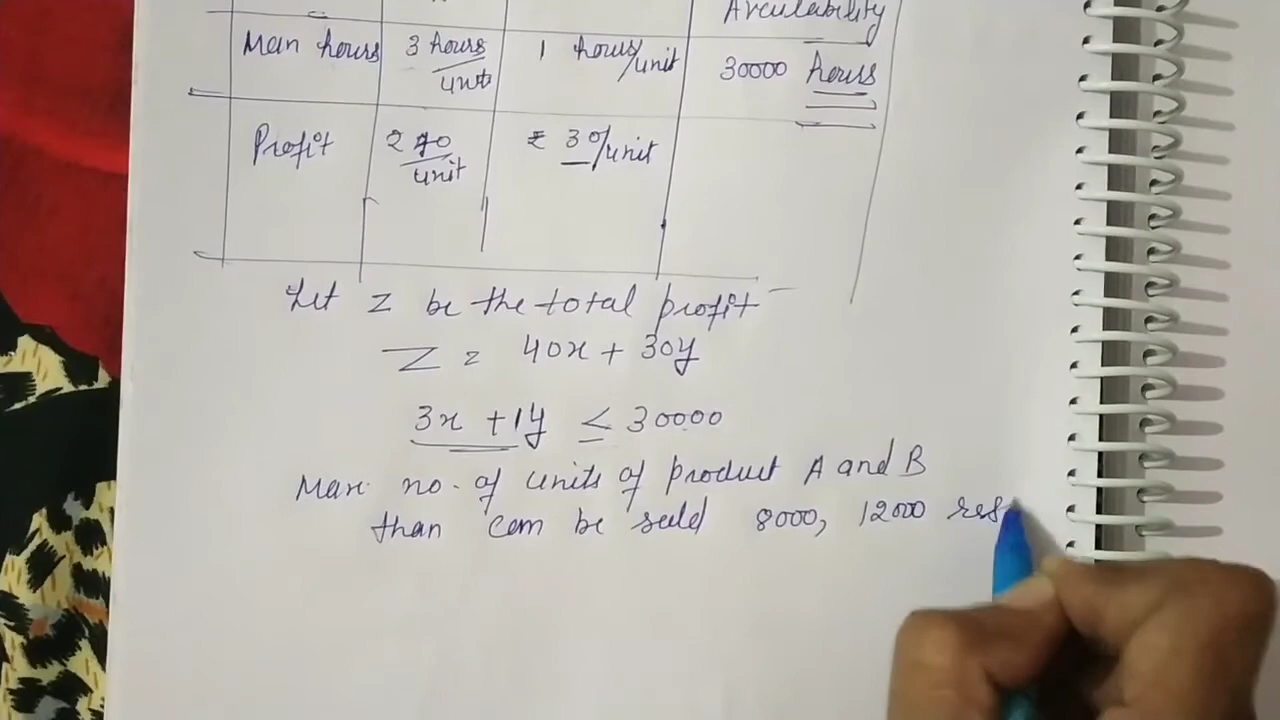 Availability
Man hours 3 hours/unit 1 hours/unit 30000 hours
Profit ₹ 40/unit ₹ 30/unit
Let Z be the total profit
Z = 40x + 30y
3x + 1y ≤ 30000
Max. no. of units of product A and B
than can be sold 8000, 12000 res